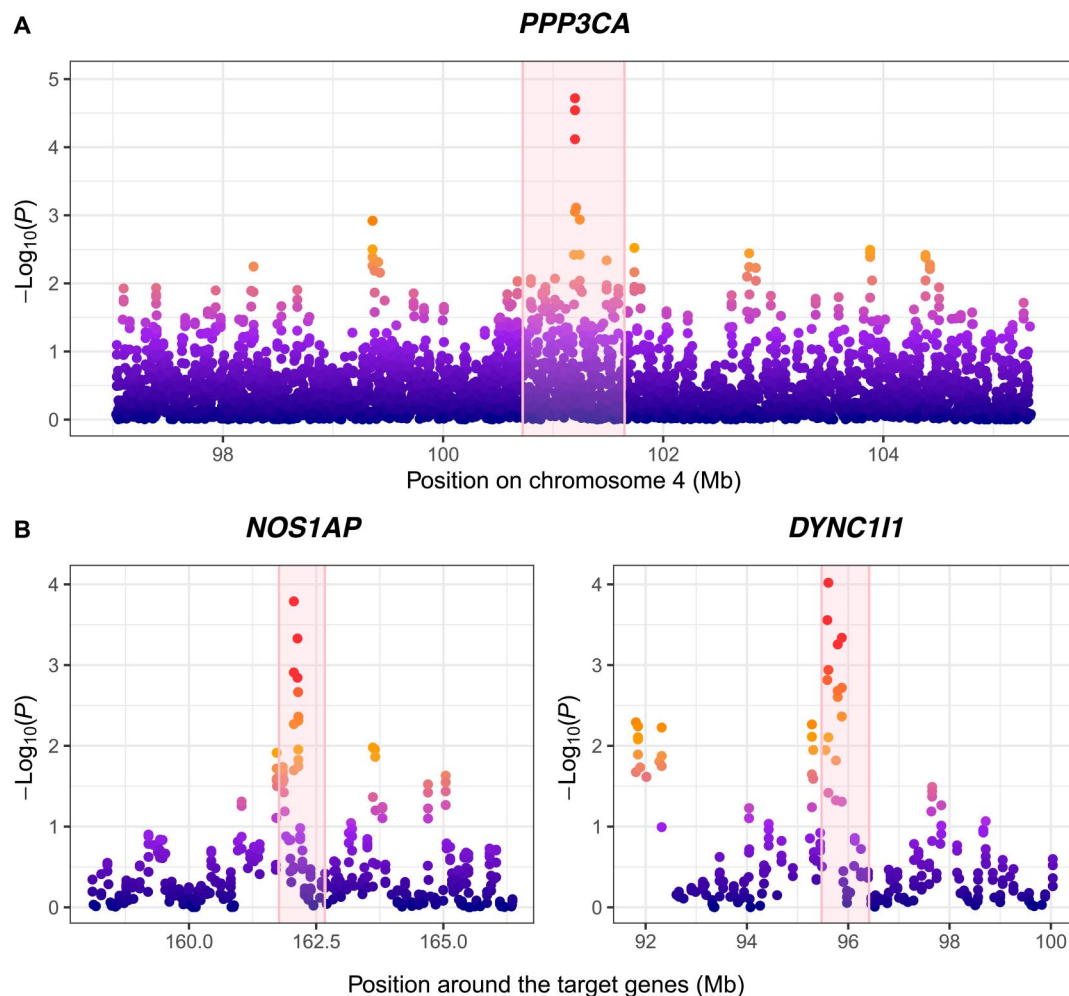 A
PPP3CA
−Log10(P)
5
4
3
2
1
0
98 100 102 104
Position on chromosome 4 (Mb)
B
NOS1AP
DYNC1I1
−Log10(P)
4
3
2
1
0
160.0 162.5 165.0
−Log10(P)
4
3
2
1
0
92 94 96 98 100
Position around the target genes (Mb)